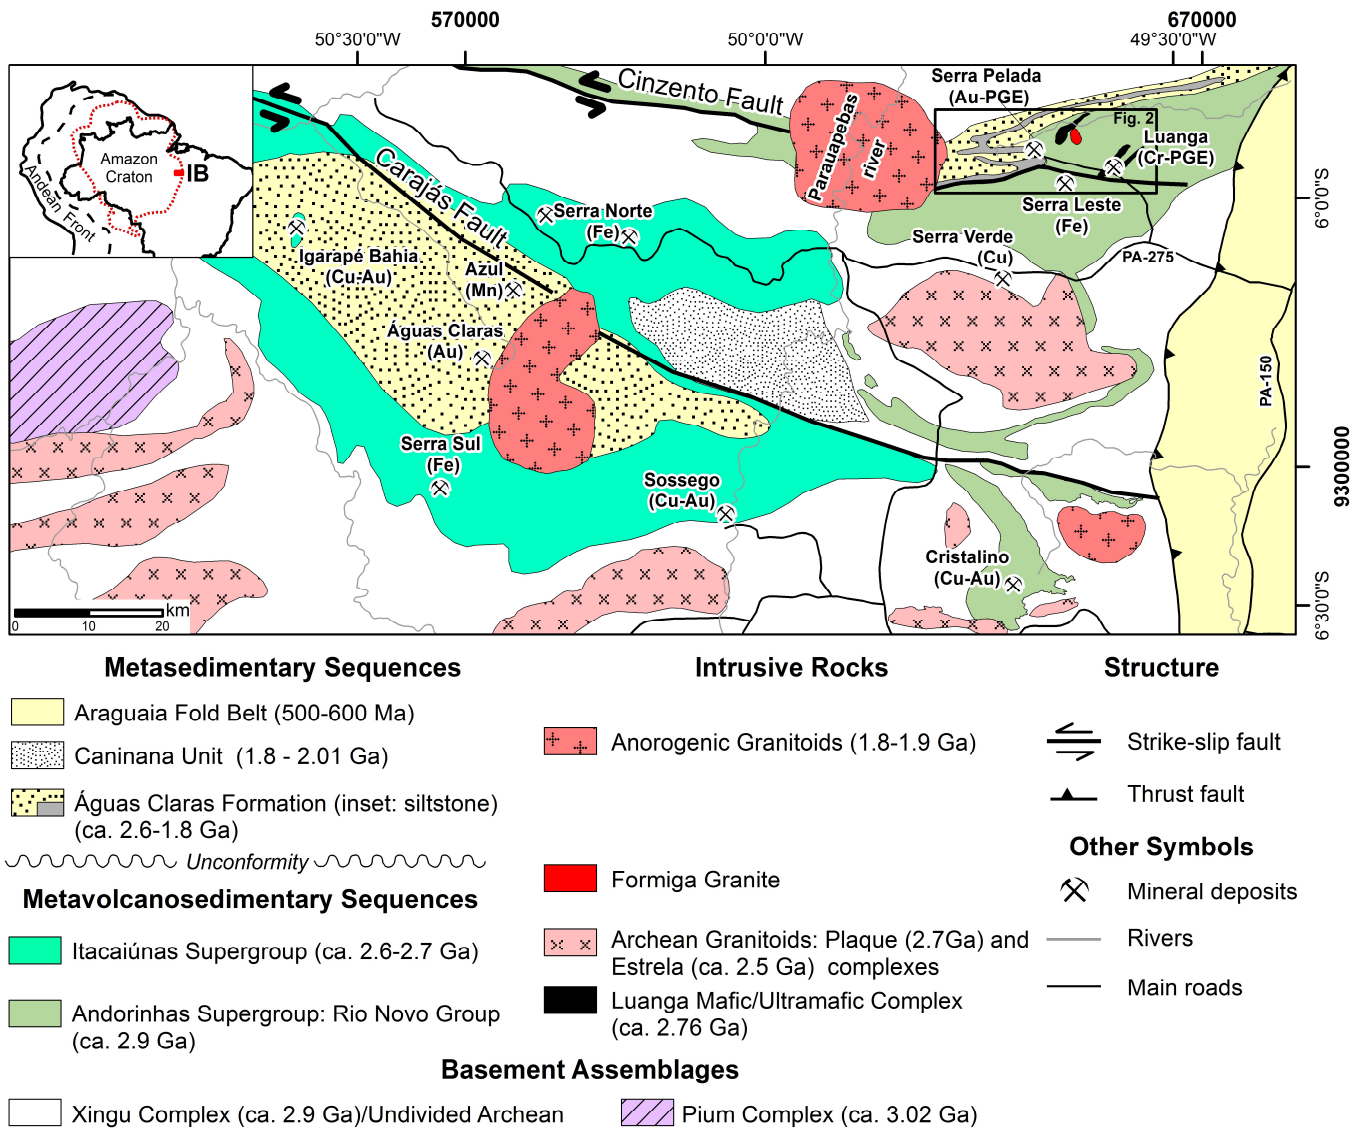 570000
670000
50°30'0"W
50°0'0"W
49°30'0"W
Amazon
Craton
IB
Andean Front
Cinzento Fault
Carajás Fault
Parauapebas
river
Serra Pelada
(Au-PGE)
Fig. 2
Luanga
(Cr-PGE)
Serra Leste
(Fe)
6°0'0"S
Serra Norte
(Fe)
Serra Verde
(Cu)
PA-275
Igarapé Bahia
(Cu-Au)
Azul
(Mn)
Águas Claras
(Au)
PA-150
Serra Sul
(Fe)
Sossego
(Cu-Au)
9300000
Cristalino
(Cu-Au)
6°30'0"S
km
0 10 20
Metasedimentary Sequences
Araguaia Fold Belt (500-600 Ma)
Caninana Unit (1.8 - 2.01 Ga)
Águas Claras Formation (inset: siltstone)
(ca. 2.6-1.8 Ga)
Unconformity
Metavolcanosedimentary Sequences
Itacaiúnas Supergroup (ca. 2.6-2.7 Ga)
Andorinhas Supergroup: Rio Novo Group
(ca. 2.9 Ga)
Intrusive Rocks
Anorogenic Granitoids (1.8-1.9 Ga)
Formiga Granite
Archean Granitoids: Plaque (2.7Ga) and
Estrela (ca. 2.5 Ga) complexes
Luanga Mafic/Ultramafic Complex
(ca. 2.76 Ga)
Structure
Strike-slip fault
Thrust fault
Other Symbols
Mineral deposits
Rivers
Main roads
Basement Assemblages
Xingu Complex (ca. 2.9 Ga)/Undivided Archean
Pium Complex (ca. 3.02 Ga)